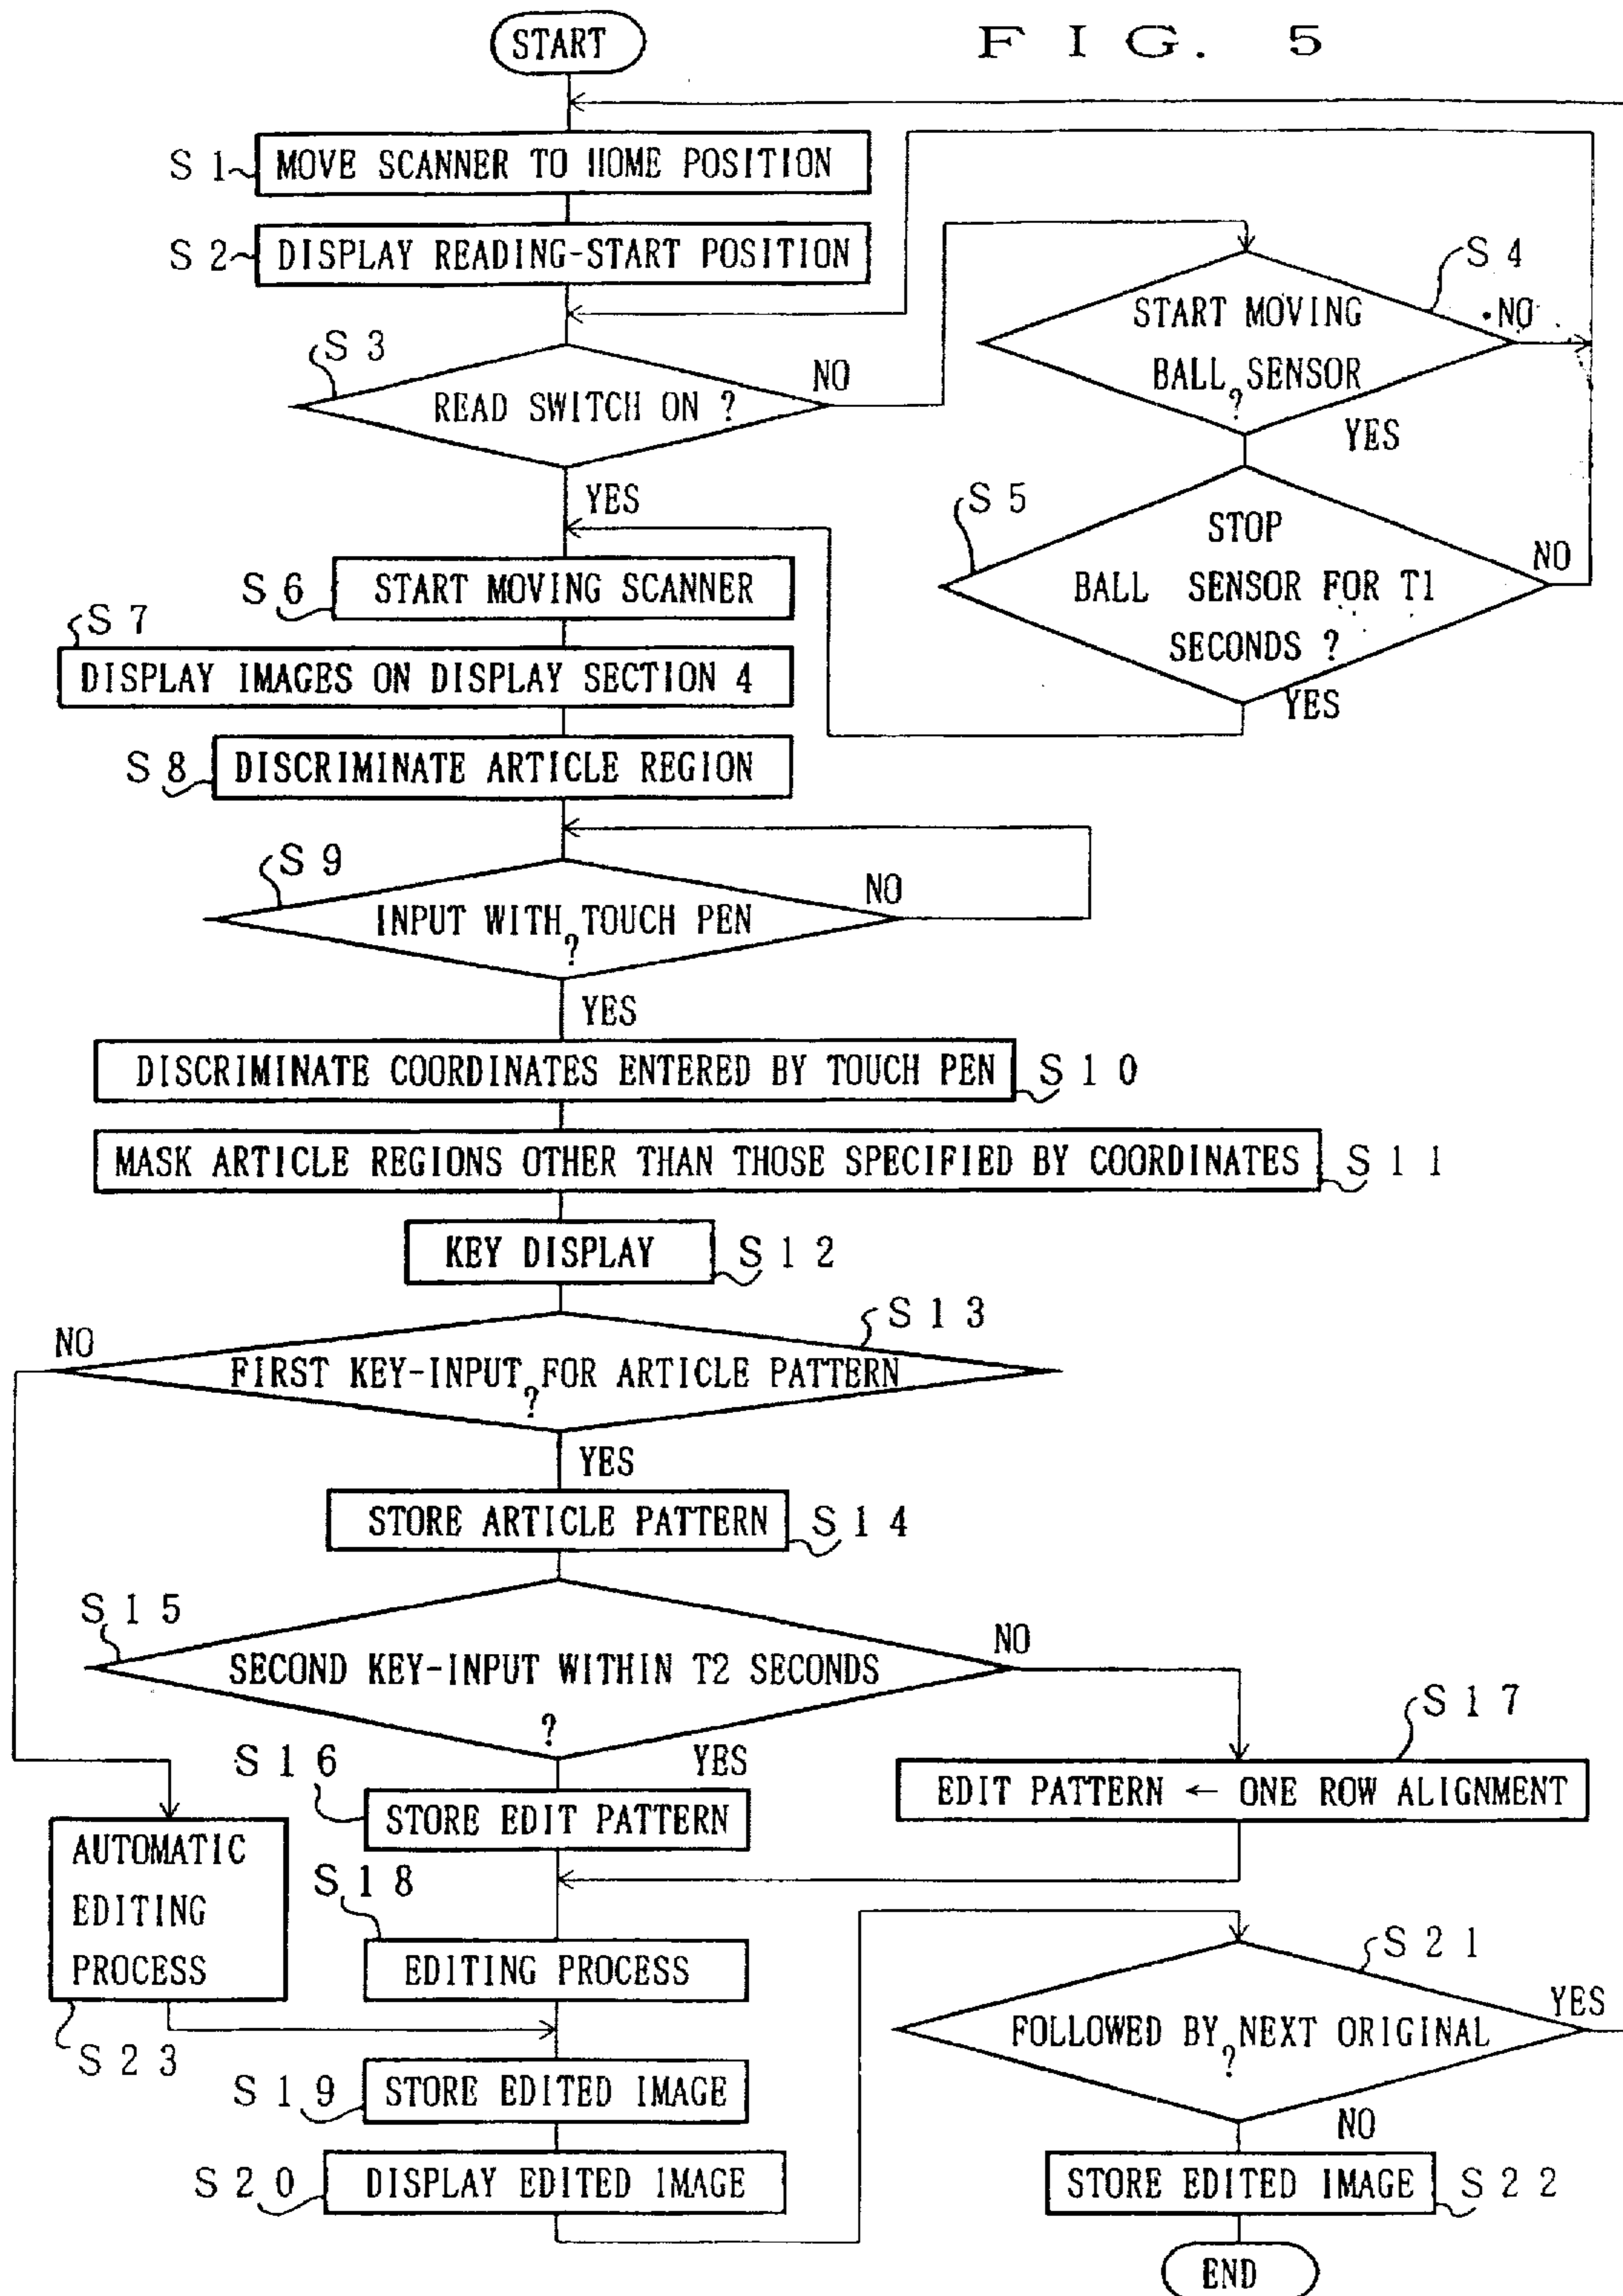 START
F I G. 5
S 1
MOVE SCANNER TO HOME POSITION
S 2
DISPLAY READING-START POSITION
S 3
READ SWITCH ON ?
NO
YES
S 4
START MOVING
BALL SENSOR
?
NO
YES
S 5
STOP
BALL SENSOR FOR T1
SECONDS ?
NO
YES
S 6
START MOVING SCANNER
S 7
DISPLAY IMAGES ON DISPLAY SECTION 4
S 8
DISCRIMINATE ARTICLE REGION
S 9
INPUT WITH TOUCH PEN
?
NO
YES
DISCRIMINATE COORDINATES ENTERED BY TOUCH PEN
S 1 0
MASK ARTICLE REGIONS OTHER THAN THOSE SPECIFIED BY COORDINATES
S 1 1
KEY DISPLAY
S 1 2
S 1 3
NO
FIRST KEY-INPUT FOR ARTICLE PATTERN
?
YES
STORE ARTICLE PATTERN
S 1 4
S 1 5
SECOND KEY-INPUT WITHIN T2 SECONDS
?
NO
YES
S 1 6
STORE EDIT PATTERN
S 1 7
EDIT PATTERN ← ONE ROW ALIGNMENT
AUTOMATIC
EDITING
PROCESS
S 2 3
S 1 8
EDITING PROCESS
S 1 9
STORE EDITED IMAGE
S 2 0
DISPLAY EDITED IMAGE
S 2 1
FOLLOWED BY NEXT ORIGINAL
?
YES
NO
STORE EDITED IMAGE
S 2 2
END